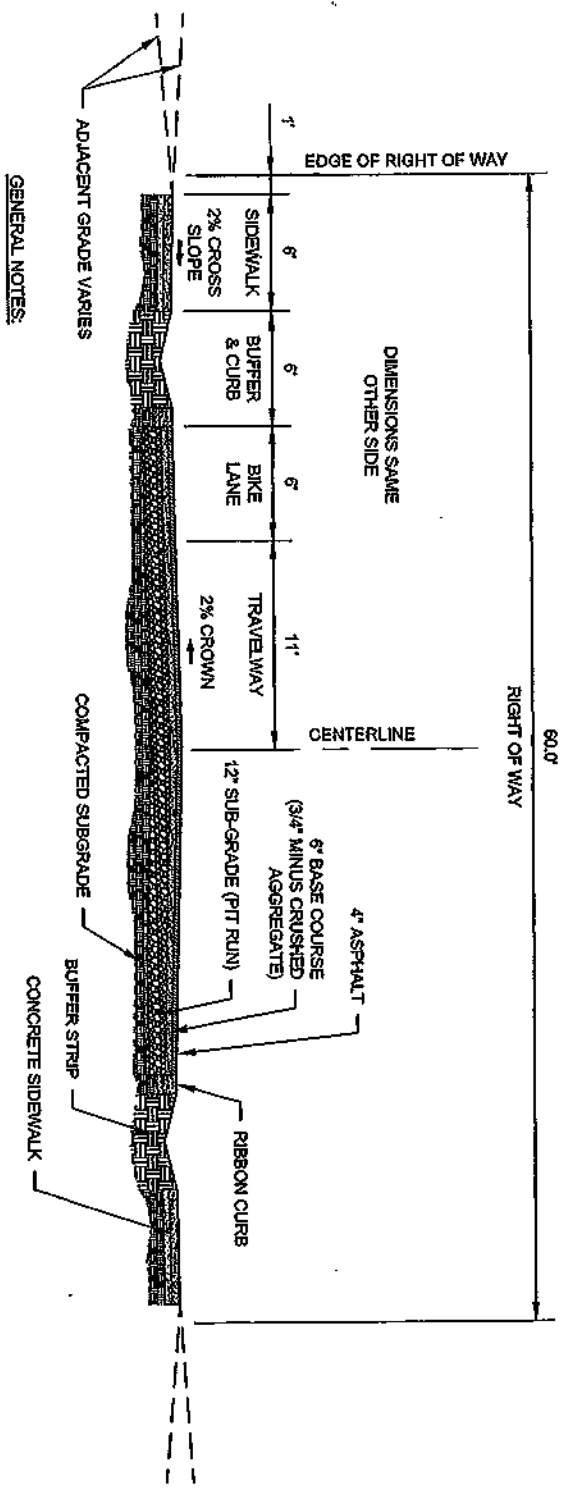 60.0'
RIGHT OF WAY
EDGE OF RIGHT OF WAY
DIMENSIONS SAME
OTHER SIDE
CENTERLINE
1'
6'
6'
6'
11'
SIDEWALK
2% CROSS
SLOPE
BUFFER
& CURB
BIKE
LANE
TRAVELWAY
2% CROWN
4" ASPHALT
6" BASE COURSE
(3/4" MINUS CRUSHED
AGGREGATE)
12" SUB-GRADE (PIT RUN)
RIBBON CURB
ADJACENT GRADE VARIES
COMPACTED SUBGRADE
BUFFER STRIP
CONCRETE SIDEWALK
GENERAL NOTES: